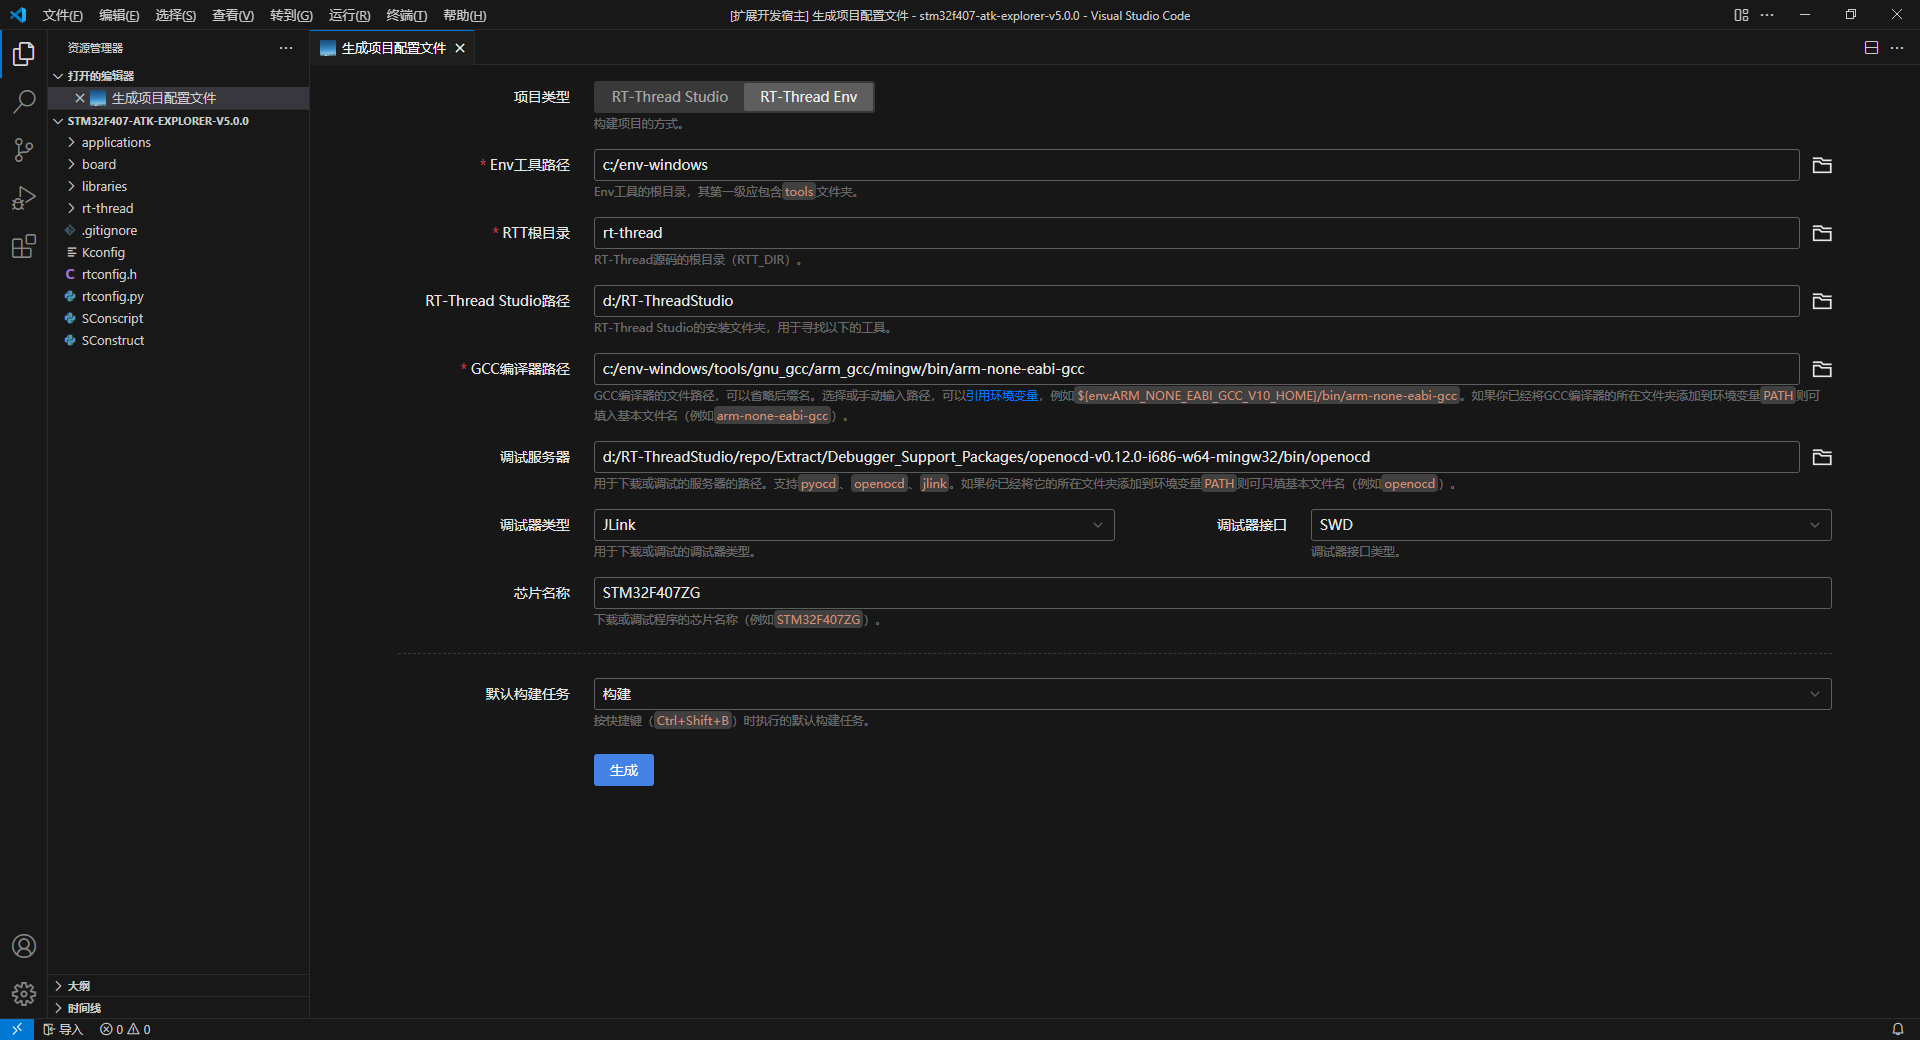 文件(F) 编辑(E) 选择(S) 查看(V) 转到(G) 运行(R) 终端(T) 帮助(H)
[扩展开发宿主] 生成项目配置文件 - stm32f407-atk-explorer-v5.0.0 - Visual Studio Code
资源管理器
打开的编辑器
生成项目配置文件
STM32F407-ATK-EXPLORER-V5.0.0
applications
board
libraries
rt-thread
.gitignore
Kconfig
C rtconfig.h
rtconfig.py
SConscript
SConstruct
大纲
时间线
生成项目配置文件
项目类型 RT-Thread Studio RT-Thread Env
构建项目的方式。
* Env工具路径 c:/env-windows
Env工具的根目录，其第一级应包含tools文件夹。
* RTT根目录 rt-thread
RT-Thread源码的根目录（RTT_DIR）。
RT-Thread Studio路径 d:/RT-ThreadStudio
RT-Thread Studio的安装文件夹，用于寻找以下的工具。
* GCC编译器路径 c:/env-windows/tools/gnu_gcc/arm_gcc/mingw/bin/arm-none-eabi-gcc
GCC编译器的文件路径，可以省略后缀名。选择或手动输入路径，可以引用环境变量，例如${env:ARM_NONE_EABI_GCC_V10_HOME}/bin/arm-none-eabi-gcc。如果你已经将GCC编译器的所在文件夹添加到环境变量PATH则可
填入基本文件名（例如arm-none-eabi-gcc）。
调试服务器 d:/RT-ThreadStudio/repo/Extract/Debugger_Support_Packages/openocd-v0.12.0-i686-w64-mingw32/bin/openocd
用于下载或调试的服务器的路径。支持pyocd、openocd、jlink。如果你已经将它的所在文件夹添加到环境变量PATH则可只填基本文件名（例如openocd）。
调试器类型 JLink 调试器接口 SWD
用于下载或调试的调试器类型。 调试器接口类型。
芯片名称 STM32F407ZG
下载或调试程序的芯片名称（例如STM32F407ZG）。
默认构建任务 构建
按快捷键（Ctrl+Shift+B）时执行的默认构建任务。
生成
导入 0 0